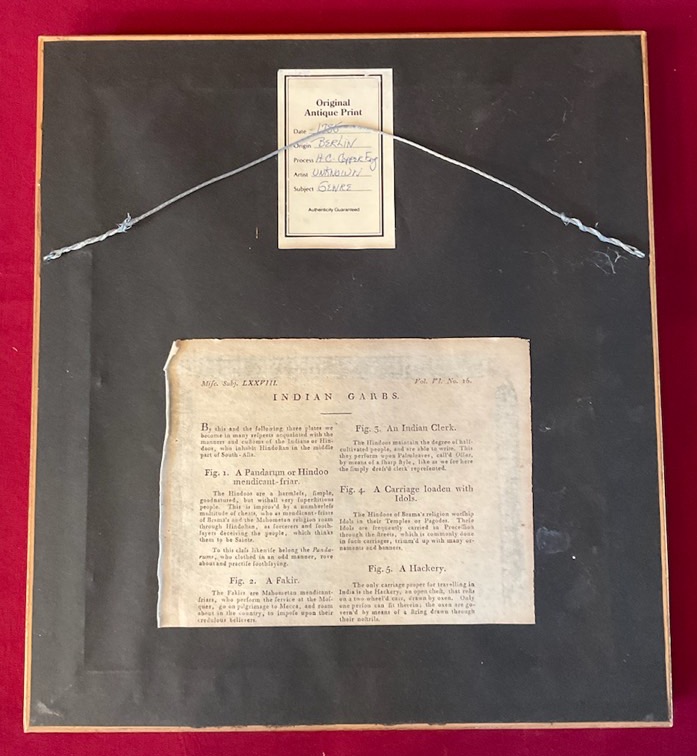 Original
Antique Print
Date 1786
Origin BERLIN
Process H.C. Copper Eng
Artist UNKNOWN
Subject GENRE
Authenticity Guaranteed
Misc. Subj. LXXVIII.
Vol. VI. No. 26.
INDIAN GARBS.
By this and the following three plates we
become in many respects acquainted with the
manners and customs of the Indians or Hin-
doos, who inhabit Hindostan in the middle
part of South-Asia.
Fig. 1. A Pandarum or Hindoo
mendicant-friar.
The Hindoos are a harmless, simple,
goodnatured, but withall very superstitious
people. This is improv'd by a numberless
multitude of cheats, who as mendicant-friars
of Brama's and the Mahometan religion roam
through Hindostan, as sorcerers and sooth-
sayers deceiving the people, which thinks
them to be Saints.
To this class likewise belong the Panda-
rums, who clothed in an odd manner, rove
about and practise soothsaying.
Fig. 2. A Fakir.
The Fakirs are Mahometan mendicant-
friars, who perform the service at the Mos-
ques, go on pilgrimage to Mecca, and roam
about in the country, to impose upon their
credulous believers.
Fig. 3. An Indian Clerk.
The Hindoos maintain the degree of half-
cultivated people, and are able to write. This
they perform upon Palmleaves, call'd Olles,
by means of a sharp style, like as we see here
the simply dress'd clerk represented.
Fig. 4. A Carriage loaden with
Idols.
The Hindoos of Brama's religion worship
Idols in their Temples or Pagodes. These
Idols are frequently carried in Procession
through the streets, which is commonly done
in such carriages, trimm'd up with many or-
naments and banners.
Fig. 5. A Hackery.
The only carriage proper for travelling in
India is the Hackery, an open chest, that rests
on a two wheel'd cart, drawn by oxen. Only
one person can sit therein; the oxen are go-
vern'd by means of a string drawn through
their nostrils.